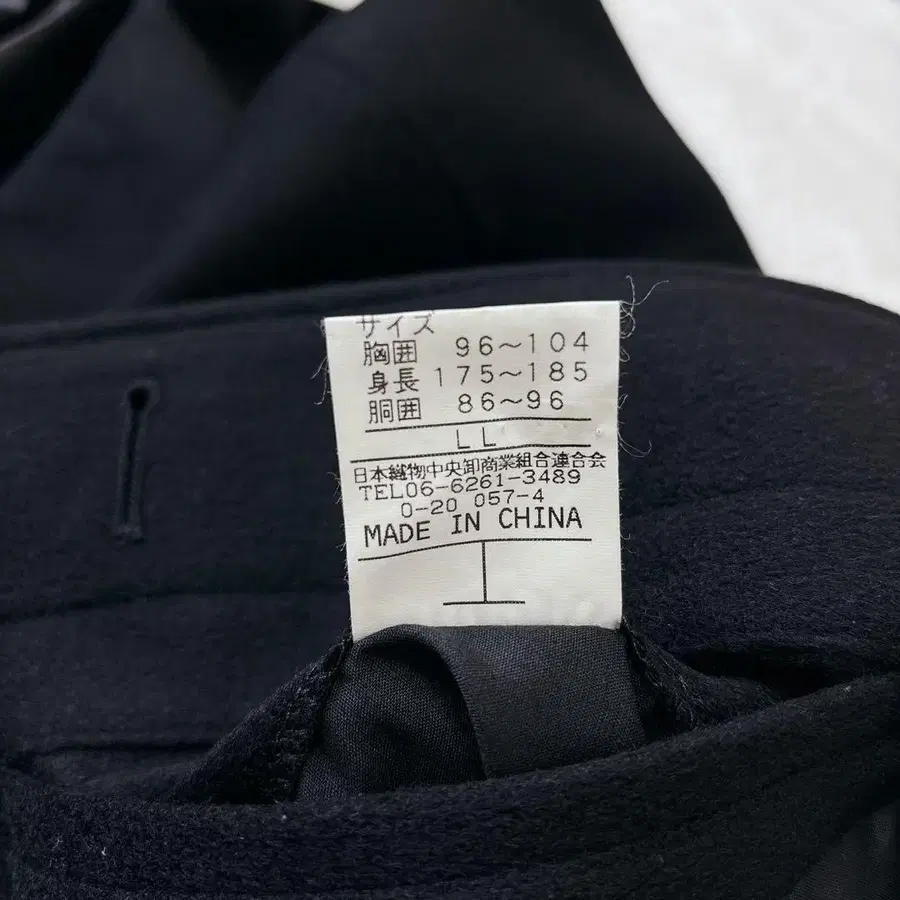 サイズ
胸囲 96～104
身長 175～185
胴囲 86～96
LL
日本織物中央卸商業組合連合会
TEL06-6261-3489
0-20 057-4
MADE IN CHINA